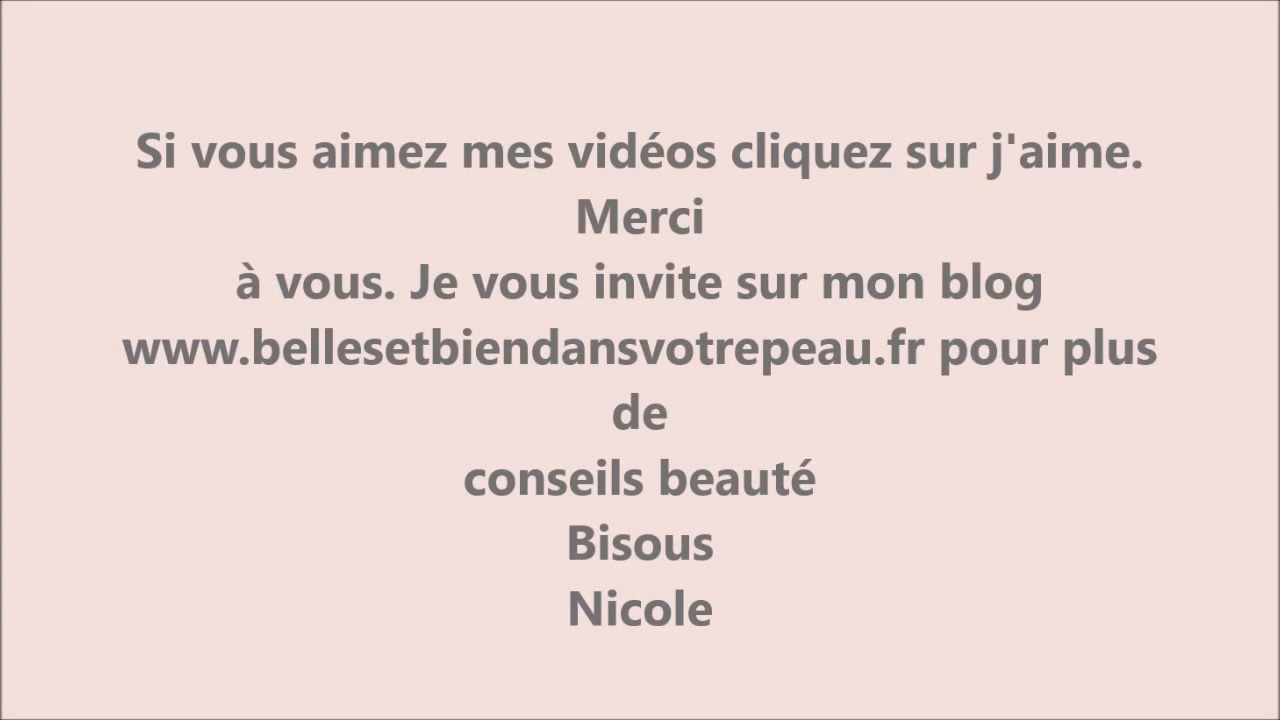 Si vous aimez mes vidéos cliquez sur j'aime.
Merci
à vous. Je vous invite sur mon blog
www.bellesetbiendansvotrepeau.fr pour plus
de
conseils beauté
Bisous
Nicole